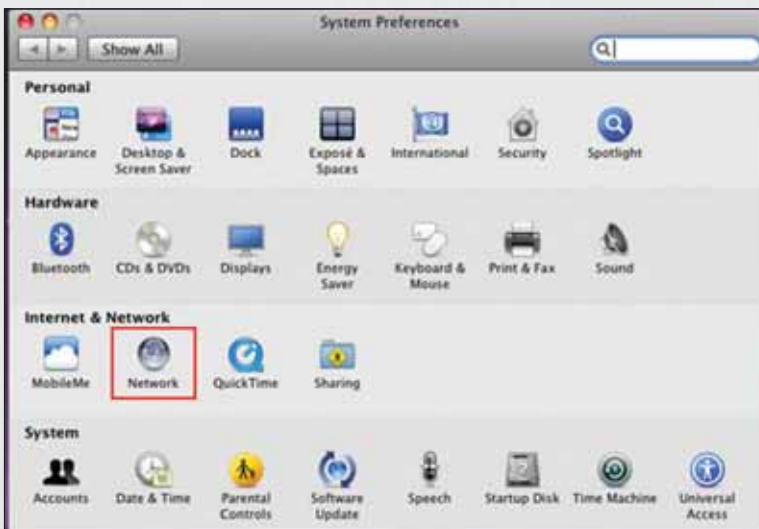 System Preferences
Show All
Personal
Appearance
Desktop &
Screen Saver
Dock
Exposé &
Spaces
International
Security
Spotlight
Hardware
Bluetooth
CDs & DVDs
Displays
Energy
Saver
Keyboard &
Mouse
Print & Fax
Sound
Internet & Network
MobileMe
Network
QuickTime
Sharing
System
Accounts
Date & Time
Parental
Controls
Software
Update
Speech
Startup Disk
Time Machine
Universal
Access